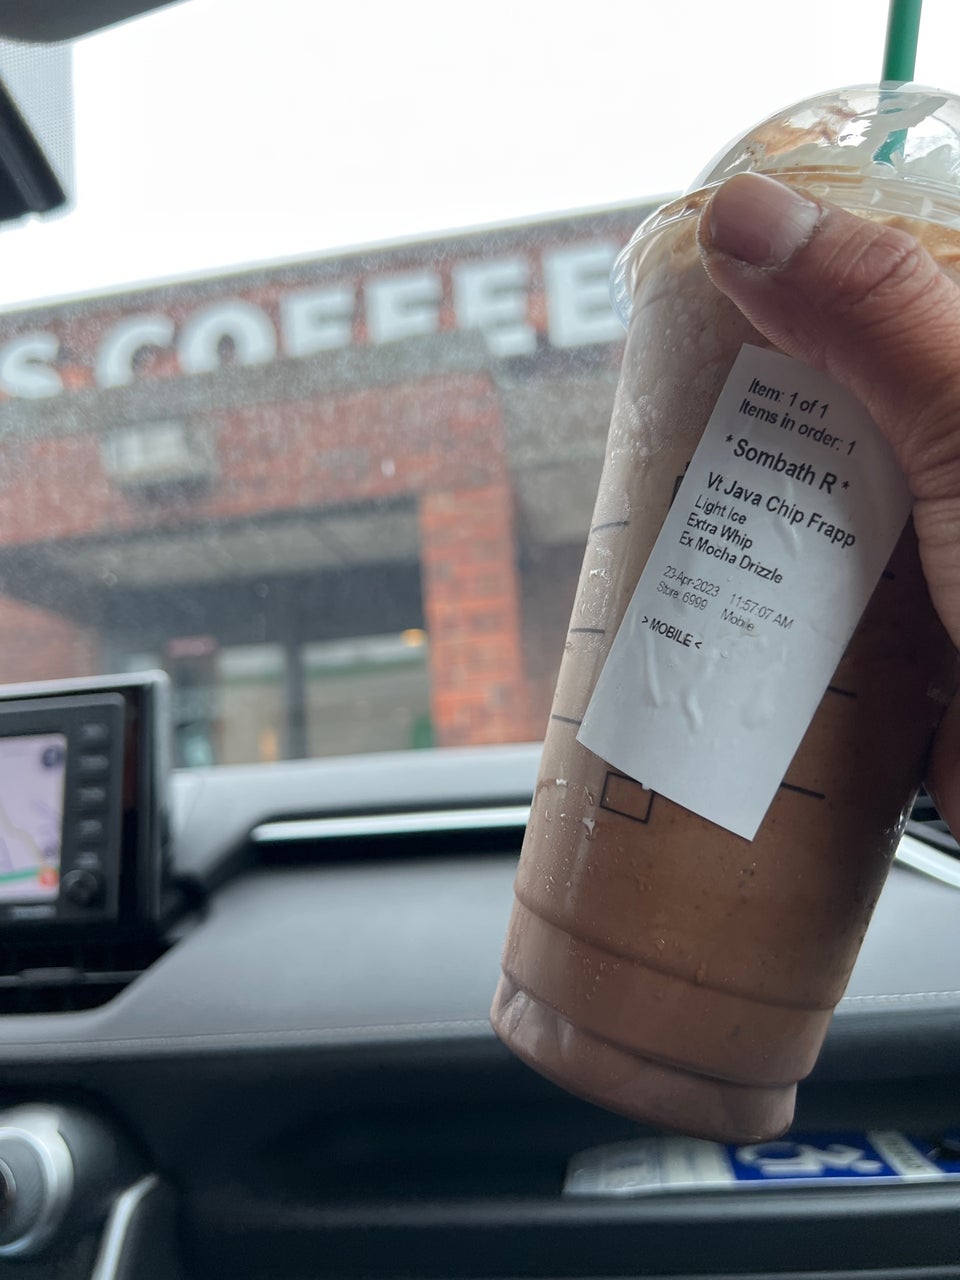 S COFFEE
Item: 1 of 1
Items in order: 1
* Sombath R *
Vt Java Chip Frapp
Light Ice
Extra Whip
Ex Mocha Drizzle
23-Apr-2023 11:57:07 AM
Store: 6999 Mobile
> MOBILE <